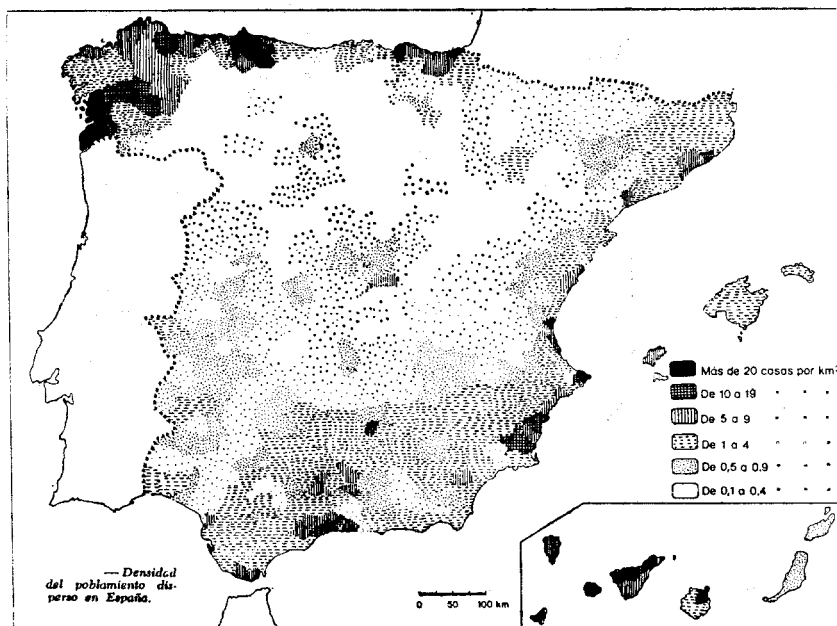 Más de 20 casas por km²
De 10 a 19 " " "
De 5 a 9 " " "
De 1 a 4 " " "
De 0,5 a 0,9 " " "
De 0,1 a 0,4 " " "
— Densidad
del poblamiento dis-
perso en España.
0 50 100 km